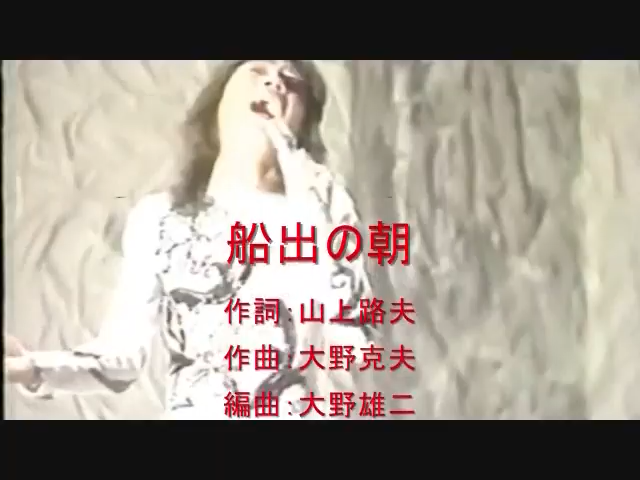 船出の朝
作詞：山上路夫
作曲：大野克夫
編曲：大野雄二